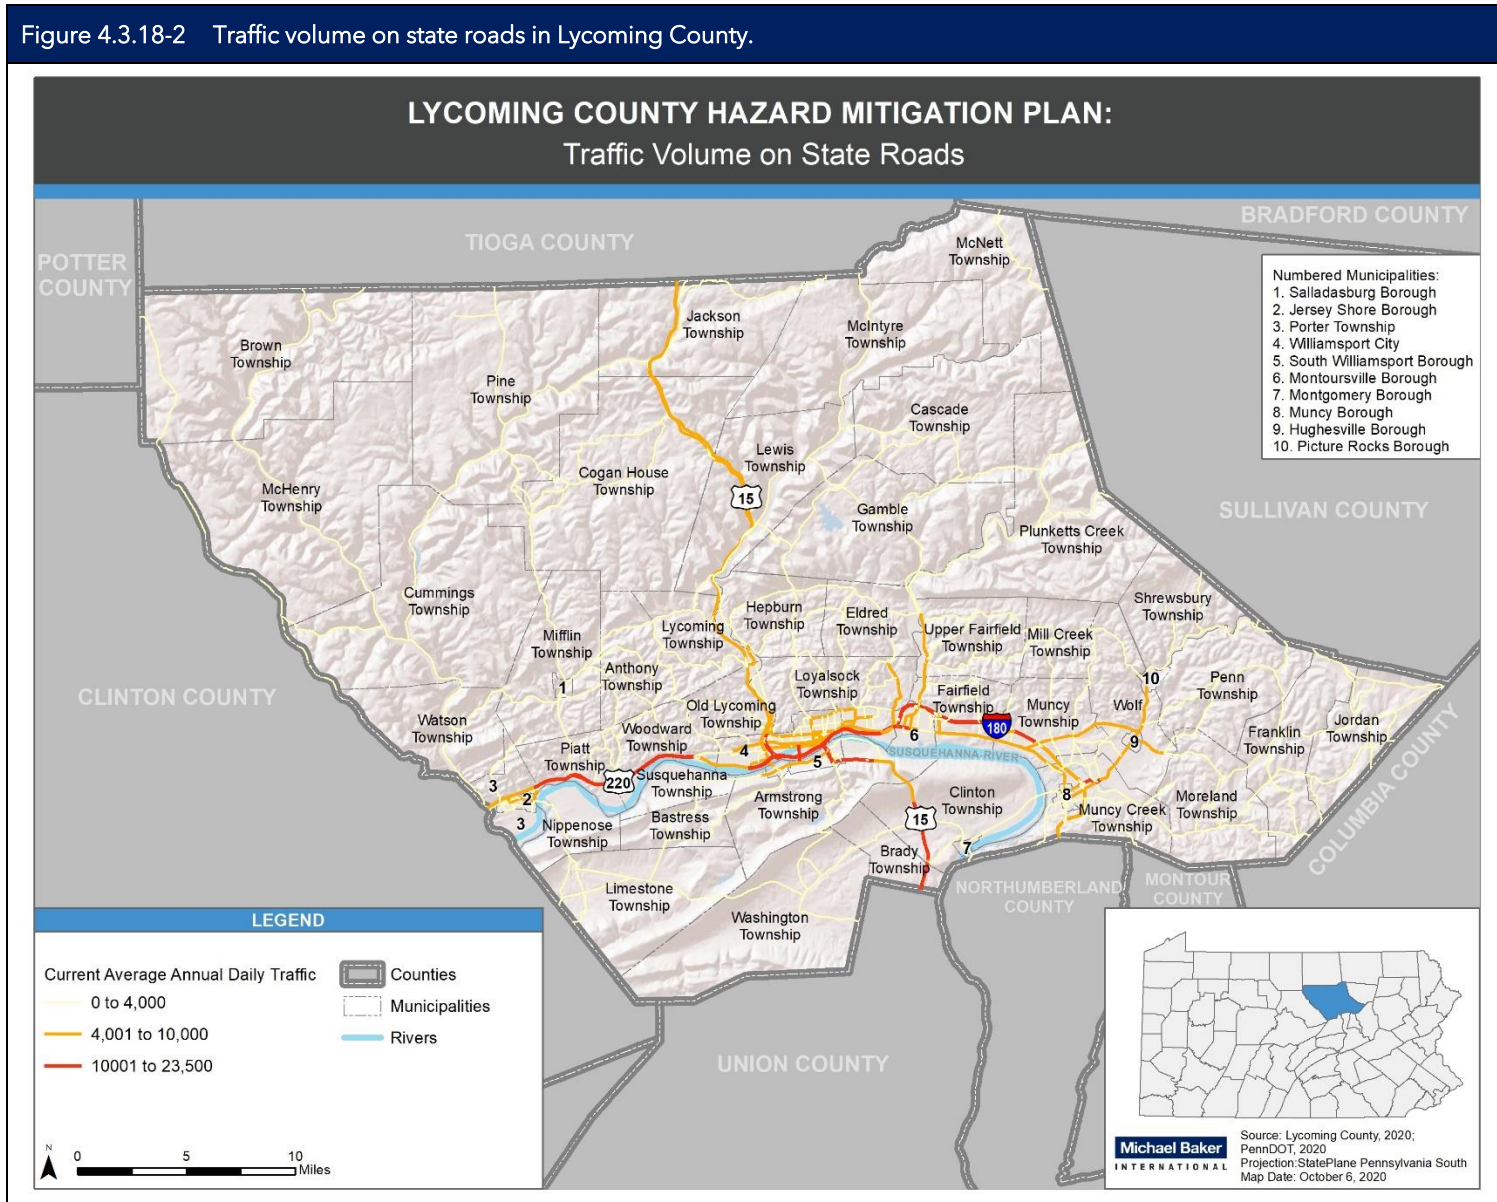 Figure 4.3.18-2 Traffic volume on state roads in Lycoming County.
LYCOMING COUNTY HAZARD MITIGATION PLAN:
Traffic Volume on State Roads
BRADFORD COUNTY
TIOGA COUNTY
POTTER
COUNTY
McNett
Township
Numbered Municipalities:
1. Salladasburg Borough
2. Jersey Shore Borough
3. Porter Township
4. Williamsport City
5. South Williamsport Borough
6. Montoursville Borough
7. Montgomery Borough
8. Muncy Borough
9. Hughesville Borough
10. Picture Rocks Borough
Jackson
Township
McIntyre
Township
Brown
Township
Pine
Township
Cascade
Township
Lewis
Township
Cogan House
Township
McHenry
Township
15
Gamble
Township
SULLIVAN COUNTY
Plunketts Creek
Township
Cummings
Township
Shrewsbury
Township
Hepburn
Township
Eldred
Township
Lycoming
Township
Upper Fairfield
Township
Mill Creek
Township
Mifflin
Township
Anthony
Township
Loyalsock
Township
10
Penn
Township
1
CLINTON COUNTY
Fairfield
Township
Muncy
Township
Wolf
Old Lycoming
Township
Watson
Township
Woodward
Township
Jordan
Township
Franklin
Township
180
6
9
4
5
SUSQUEHANNA RIVER
Piatt
Township
220
Susquehanna
Township
3
2
3
Armstrong
Township
Clinton
Township
8
Moreland
Township
Muncy Creek
Township
15
Nippenose
Township
Bastress
Township
COLUMBIA COUNTY
Brady
Township
7
Limestone
Township
Washington
Township
NORTHUMBERLAND
COUNTY
MONTOUR
COUNTY
UNION COUNTY
LEGEND
Current Average Annual Daily Traffic
0 to 4,000
4,001 to 10,000
10001 to 23,500
Counties
Municipalities
Rivers
N
0 5 10
Miles
Michael Baker
INTERNATIONAL
Source: Lycoming County, 2020;
PennDOT, 2020
Projection:StatePlane Pennsylvania South
Map Date: October 6, 2020